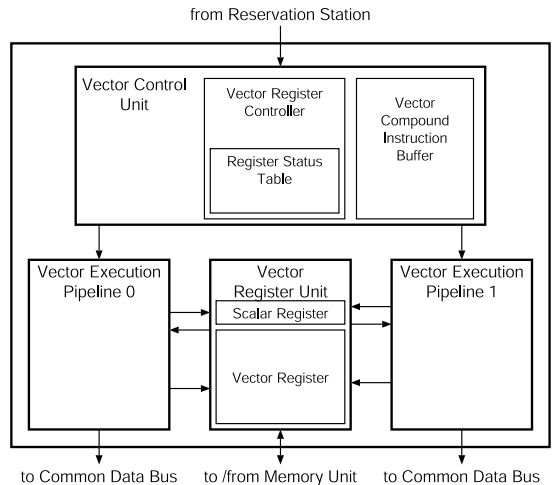 from Reservation Station
Vector Control
Unit
Vector Register
Controller
Register Status
Table
Vector
Compound
Instruction
Buffer
Vector Execution
Pipeline 0
Vector
Register Unit
Scalar Register
Vector Register
Vector Execution
Pipeline 1
to Common Data Bus
to /from Memory Unit
to Common Data Bus